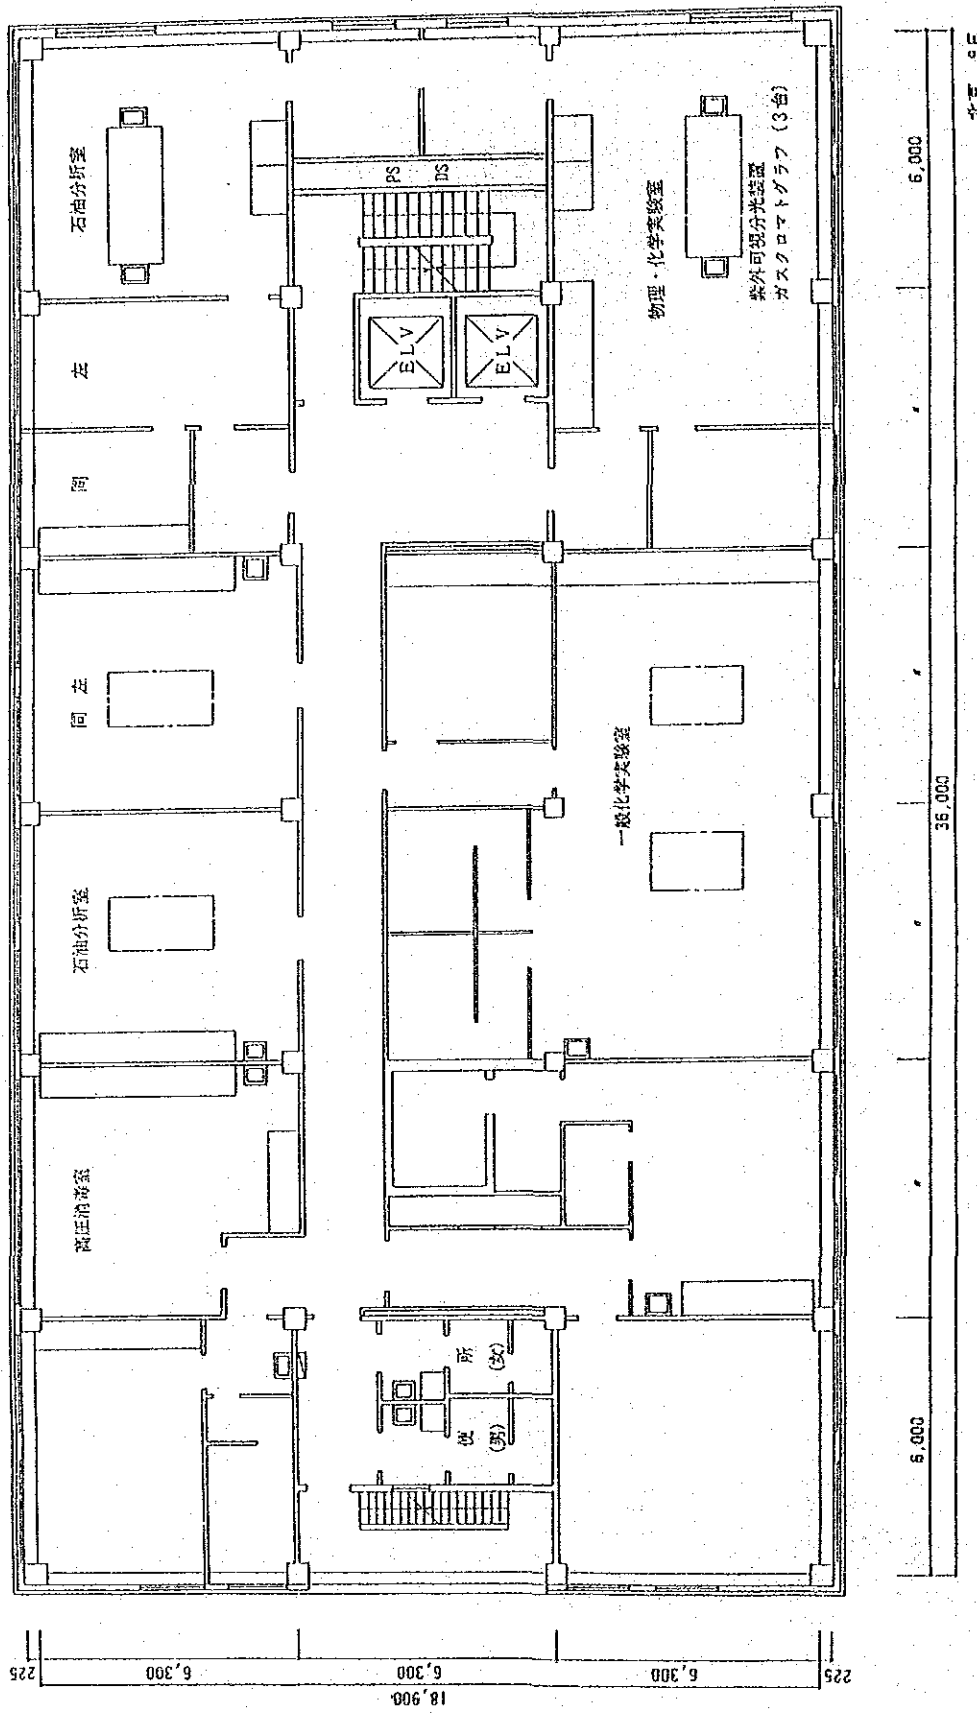 高圧消毒室
石油分析室
同左
同
左
石油分析室
便
所
(男)
(女)
ELV
ELV
PS
DS
一般化学実験室
物理・化学実験室
紫外可視分光装置
ガスクロマトグラフ (3台)
225
6,300
6,300
6,300
225
18,900
6,000
〃
〃
〃
〃
6,000
36,000